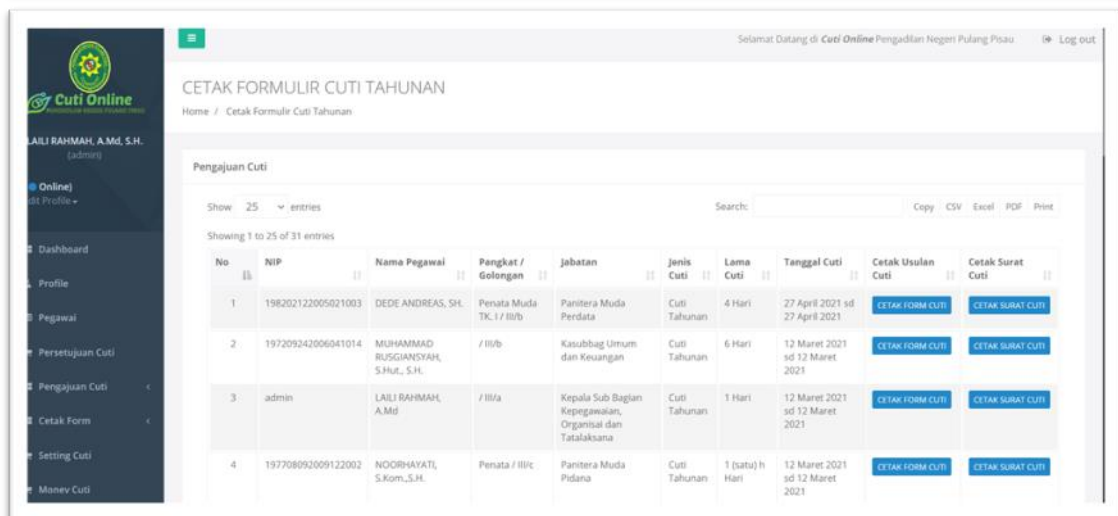 Selamat Datang di Cuti Online Pengadilan Negeri Pulang Pisau
Log out
Cuti Online
LAILI RAHMAH, A.Md, S.H.
(admin)
Online)
dit Profile
Dashboard
Profile
Pegawai
Persetujuan Cuti
Pengajuan Cuti
Cetak Form
Setting Cuti
Monev Cuti
CETAK FORMULIR CUTI TAHUNAN
Home / Cetak Formulir Cuti Tahunan
Pengajuan Cuti
Show 25 entries
Search:
Copy CSV Excel PDF Print
Showing 1 to 25 of 31 entries
No NIP Nama Pegawai Pangkat / Golongan Jabatan Jenis Cuti Lama Cuti Tanggal Cuti Cetak Usulan Cuti Cetak Surat Cuti
1 198202122005021003 DEDE ANDREAS, SH. Penata Muda TK. I / III/b Panitera Muda Perdata Cuti Tahunan 4 Hari 27 April 2021 sd 27 April 2021 CETAK FORM CUTI CETAK SURAT CUTI
2 197209242006041014 MUHAMMAD RUSGIANSYAH, S.Hut., S.H. / III/b Kasubbag Umum dan Keuangan Cuti Tahunan 6 Hari 12 Maret 2021 sd 12 Maret 2021 CETAK FORM CUTI CETAK SURAT CUTI
3 admin LAILI RAHMAH, A.Md / III/a Kepala Sub Bagian Kepegawaian, Organisai dan Tatalaksana Cuti Tahunan 1 Hari 12 Maret 2021 sd 12 Maret 2021 CETAK FORM CUTI CETAK SURAT CUTI
4 197708092009122002 NOORHAYATI, S.Kom.,S.H. Penata / III/c Panitera Muda Pidana Cuti Tahunan 1 (satu) h Hari 12 Maret 2021 sd 12 Maret 2021 CETAK FORM CUTI CETAK SURAT CUTI